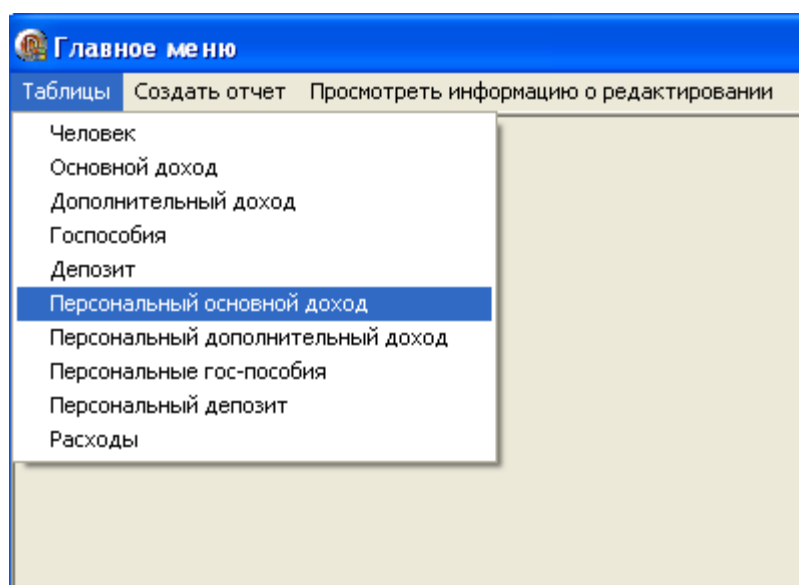 Главное меню
Таблицы Создать отчет Просмотреть информацию о редактировании
Человек
Основной доход
Дополнительный доход
Госпособия
Депозит
Персональный основной доход
Персональный дополнительный доход
Персональные гос-пособия
Персональный депозит
Расходы